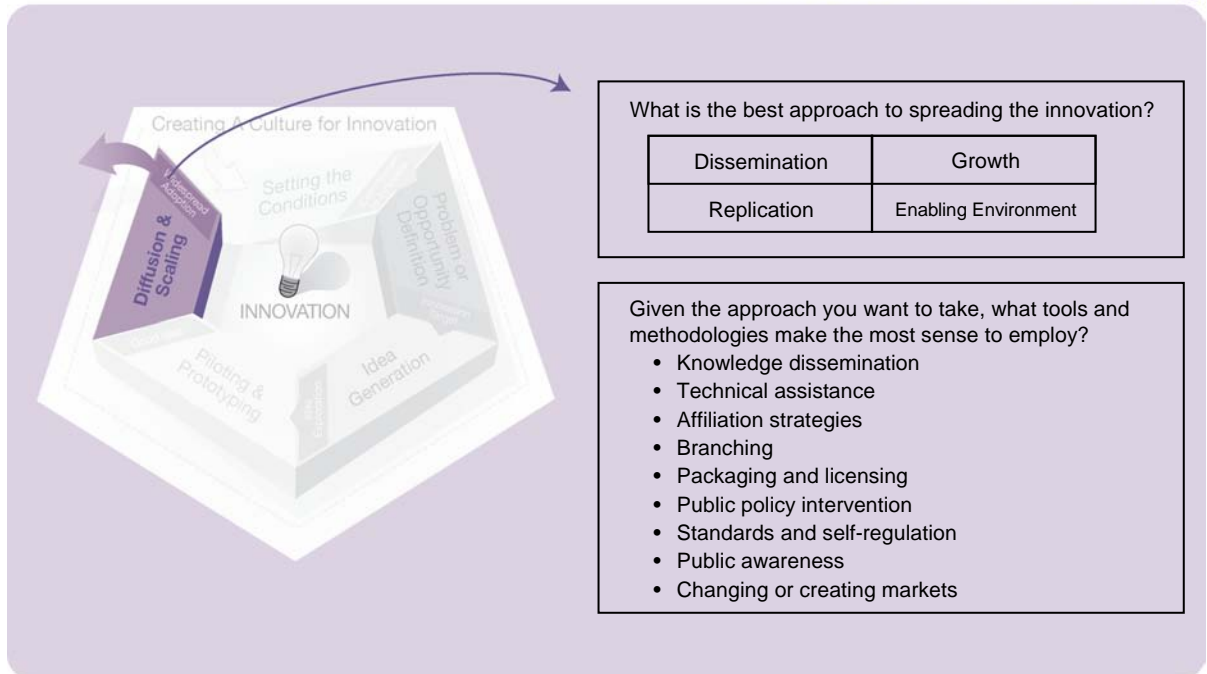 Creating A Culture for Innovation
Widespread
Adoption
Diffusion &
Scaling
Setting the
Conditions
Problem or
Opportunity
Definition
Idea
Generation
Piloting &
Prototyping
INNOVATION
What is the best approach to spreading the innovation?
Dissemination
Growth
Replication
Enabling Environment
Given the approach you want to take, what tools and
methodologies make the most sense to employ?
• Knowledge dissemination
• Technical assistance
• Affiliation strategies
• Branching
• Packaging and licensing
• Public policy intervention
• Standards and self-regulation
• Public awareness
• Changing or creating markets